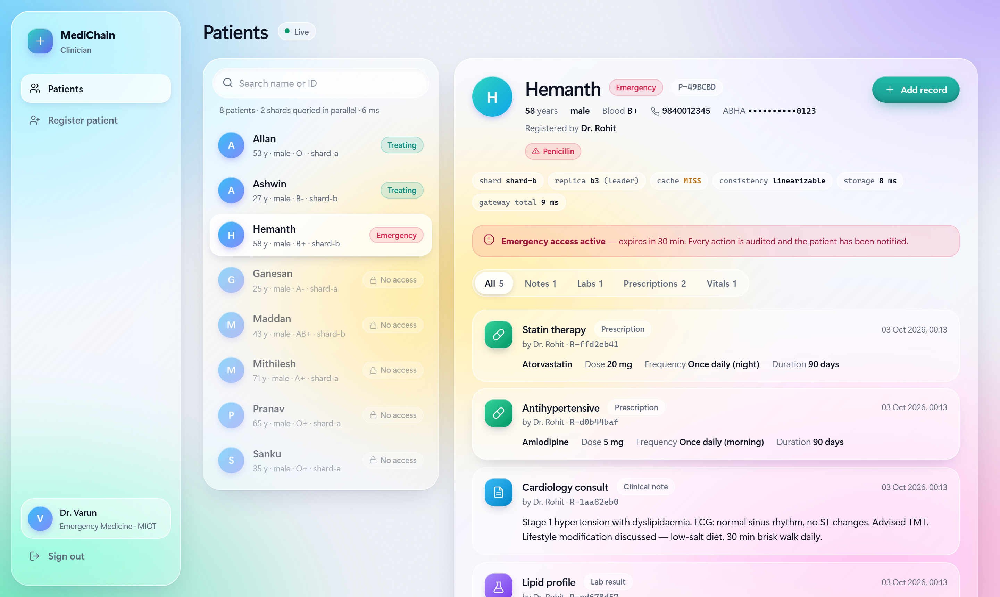 MediChain
Clinician
Patients
Register patient
Dr. Varun
V
Emergency Medicine · MIOT
Sign out
Patients
Live
Search name or ID
8 patients · 2 shards queried in parallel · 6 ms
A
Allan
53 y · male · O- · shard-a
Treating
A
Ashwin
27 y · male · B- · shard-b
Treating
H
Hemanth
58 y · male · B+ · shard-b
Emergency
G
Ganesan
25 y · male · A- · shard-a
No access
M
Maddan
43 y · male · AB+ · shard-b
No access
M
Mithilesh
71 y · male · A+ · shard-a
No access
P
Pranav
65 y · male · O+ · shard-a
No access
S
Sanku
35 y · male · O+ · shard-a
No access
H
Hemanth Emergency P-49BCBD
Add record
58 years male Blood B+ 9840012345 ABHA ••••••••••0123
Registered by Dr. Rohit
Penicillin
shard shard-b replica b3 (leader) cache MISS consistency linearizable storage 8 ms
gateway total 9 ms
Emergency access active — expires in 30 min. Every action is audited and the patient has been notified.
All 5 Notes 1 Labs 1 Prescriptions 2 Vitals 1
Statin therapy Prescription 03 Oct 2026, 00:13
by Dr. Rohit · R-ffd2eb41
Atorvastatin Dose 20 mg Frequency Once daily (night) Duration 90 days
Antihypertensive Prescription 03 Oct 2026, 00:13
by Dr. Rohit · R-d0b44baf
Amlodipine Dose 5 mg Frequency Once daily (morning) Duration 90 days
Cardiology consult Clinical note 03 Oct 2026, 00:13
by Dr. Rohit · R-1aa82eb0
Stage 1 hypertension with dyslipidaemia. ECG: normal sinus rhythm, no ST changes. Advised TMT.
Lifestyle modification discussed — low-salt diet, 30 min brisk walk daily.
Lipid profile Lab result 03 Oct 2026, 00:13
by Dr. Rohit · R-cd678d57